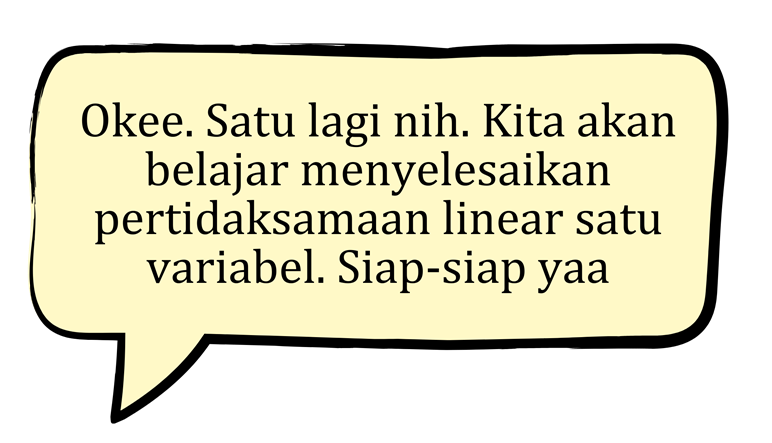 Okee. Satu lagi nih. Kita akan
belajar menyelesaikan
pertidaksamaan linear satu
variabel. Siap-siap yaa